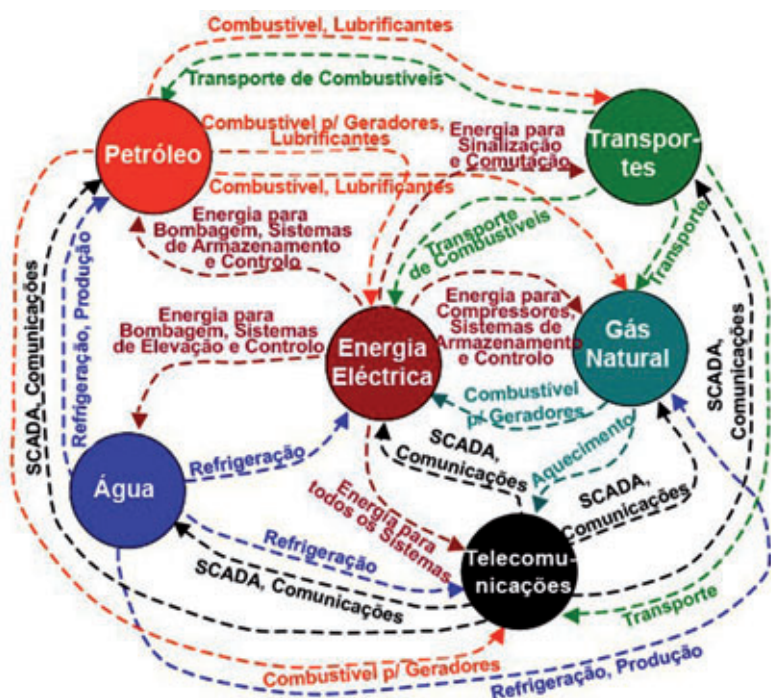 Combustível, Lubrificantes
Transporte de Combustíveis
Petróleo
Combustível p/ Geradores,
Lubrificantes
Energia para
Sinalização
e Comutação
Transpor-
tes
Combustível, Lubrificantes
Energia para
Bombagem, Sistemas
de Armazenamento
e Controlo
Transporte
de Combustíveis
Transporte
SCADA, Comunicações
Refrigeração, Produção
Energia para
Bombagem, Sistemas
de Elevação e Controlo
Energia
Eléctrica
Energia para
Compressores,
Sistemas de
Armazenamento
e Controlo
Gás
Natural
SCADA,
Comunicações
Combustível
p/ Geradores
Água
Refrigeração
SCADA,
Comunicações
Aquecimento
SCADA,
Comunicações
Energia para
todos os Sistemas
Refrigeração
SCADA, Comunicações
Telecomu-
nicações
Transporte
Combustível p/ Geradores
Refrigeração, Produção